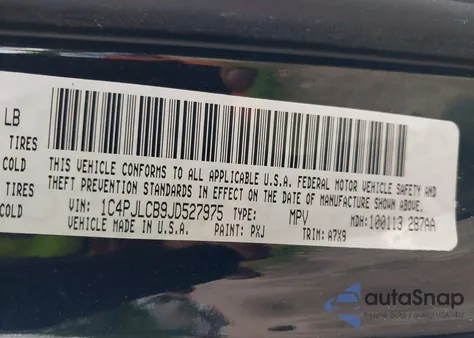 LB
TIRES
COLD
TIRES
COLD
THIS VEHICLE CONFORMS TO ALL APPLICABLE U.S.A. FEDERAL MOTOR VEHICLE SAFETY AND
THEFT PREVENTION STANDARDS IN EFFECT ON THE DATE OF MANUFACTURE SHOWN ABOVE.
VIN: 1C4PJLCB9JD527975 TYPE: MPV MDH:100113 287AA
VEHICLE MADE IN U.S.A. PAINT: PXJ TRIM: A7X9
autoSnap